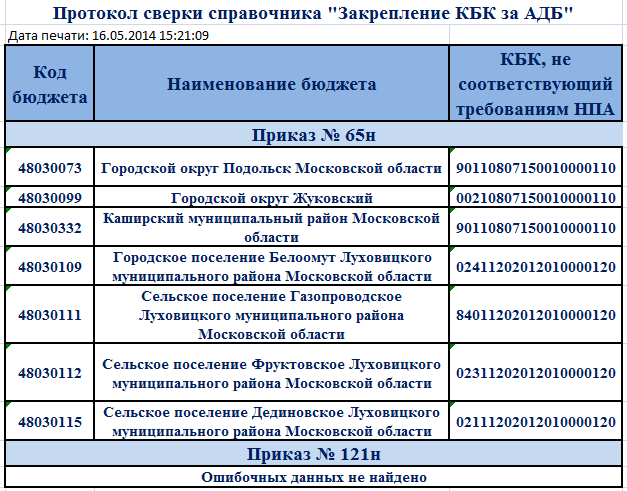 Протокол сверки справочника "Закрепление КБК за АДБ"
Дата печати: 16.05.2014 15:21:09
Код
бюджета
Наименование бюджета
КБК, не
соответствующий
требованиям НПА
Приказ № 65н
48030073
Городской округ Подольск Московской области
90110807150010000110
48030099
Городской округ Жуковский
00210807150010000110
48030332
Каширский муниципальный район Московской
области
90110807150010000110
48030109
Городское поселение Белоомут Луховицкого
муниципального района Московской области
02411202012010000120
48030111
Сельское поселение Газопроводское
Луховицкого муниципального района
Московской области
84011202012010000120
48030112
Сельское поселение Фруктовское Луховицкого
муниципального района Московской области
02311202012010000120
48030115
Сельское поселение Дединовское Луховицкого
муниципального района Московской области
02111202012010000120
Приказ № 121н
Ошибочных данных не найдено